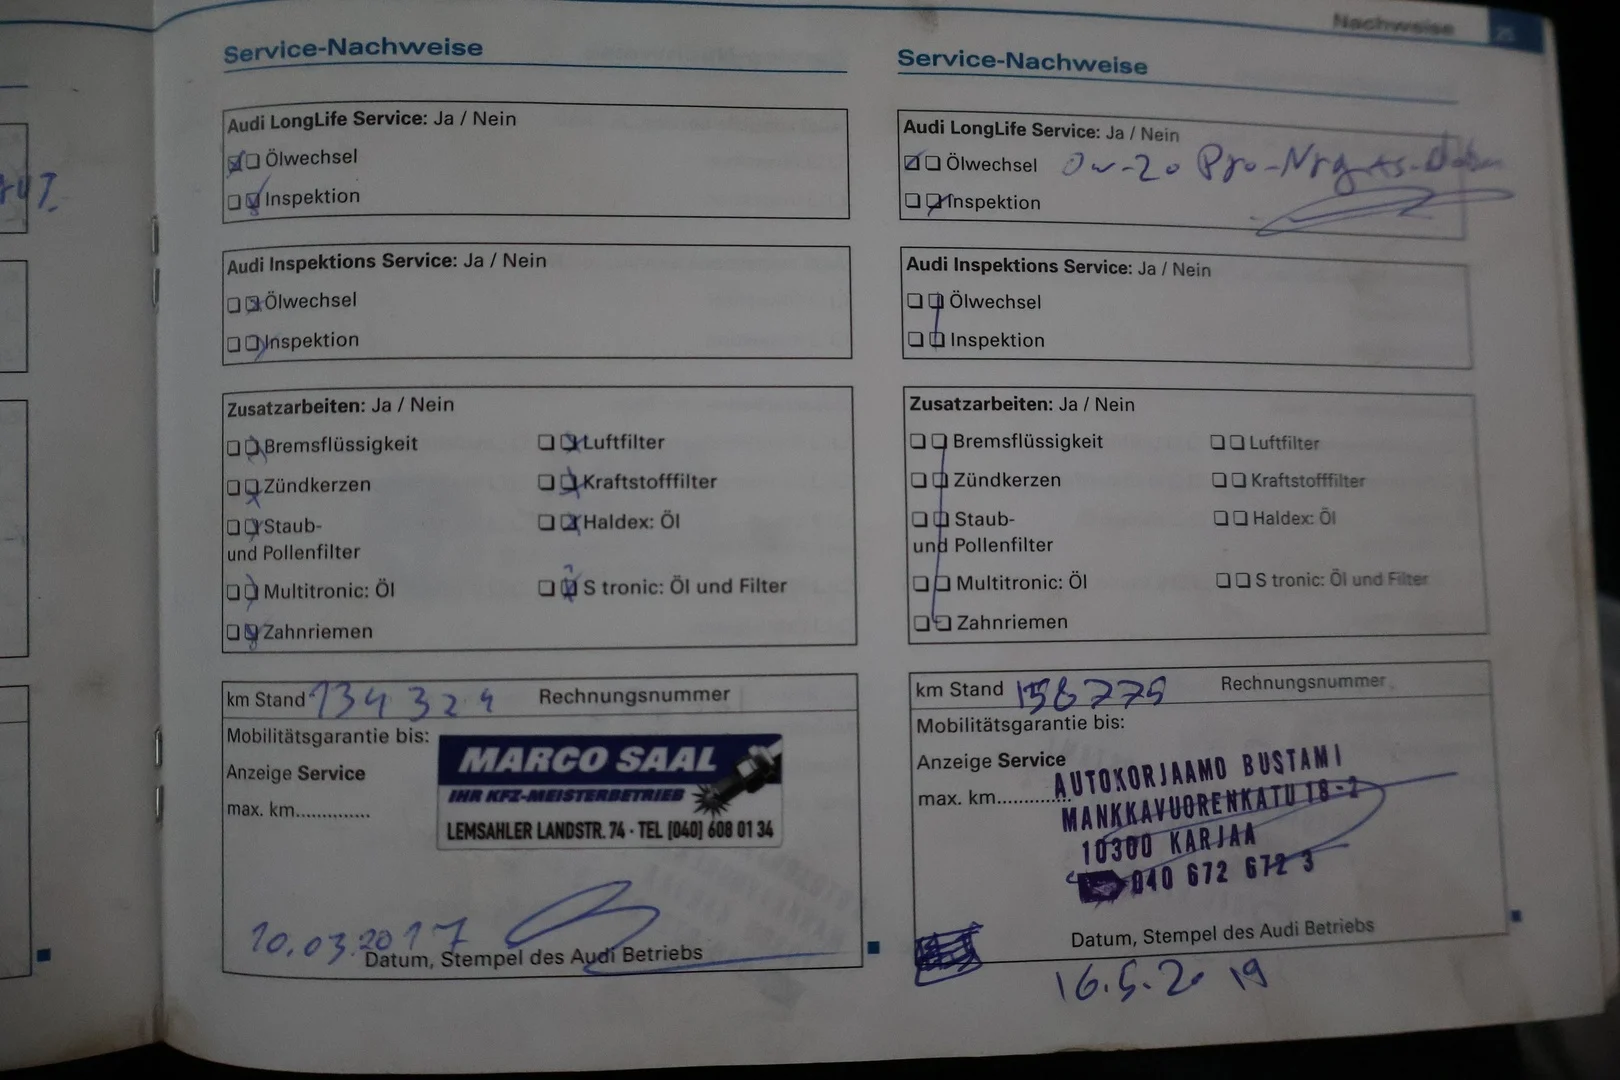 Nachweise 25
Service-Nachweise
Audi LongLife Service: Ja / Nein
Ölwechsel
Inspektion
Audi Inspektions Service: Ja / Nein
Ölwechsel
Inspektion
Zusatzarbeiten: Ja / Nein
Bremsflüssigkeit Luftfilter
Zündkerzen Kraftstofffilter
Staub- Haldex: Öl
und Pollenfilter
Multitronic: Öl S tronic: Öl und Filter
Zahnriemen
km Stand 134 324 Rechnungsnummer
Mobilitätsgarantie bis:
Anzeige Service
max. km..............
MARCO SAAL
IHR KFZ-MEISTERBETRIEB
LEMSAHLER LANDSTR. 74 · TEL (040) 608 01 34
10.03.2017
Datum, Stempel des Audi Betriebs
Service-Nachweise
Audi LongLife Service: Ja / Nein
Ölwechsel 0w-20
Inspektion
Audi Inspektions Service: Ja / Nein
Ölwechsel
Inspektion
Zusatzarbeiten: Ja / Nein
Bremsflüssigkeit Luftfilter
Zündkerzen Kraftstofffilter
Staub- Haldex: Öl
und Pollenfilter
Multitronic: Öl S tronic: Öl und Filter
Zahnriemen
km Stand 158775 Rechnungsnummer
Mobilitätsgarantie bis:
Anzeige Service
max. km..............
AUTOKORJAAMO BUSTAMI
MANKKAVUORENKATU 18-2
10300 KARJAA
040 672 672 3
Datum, Stempel des Audi Betriebs
16.5.2019